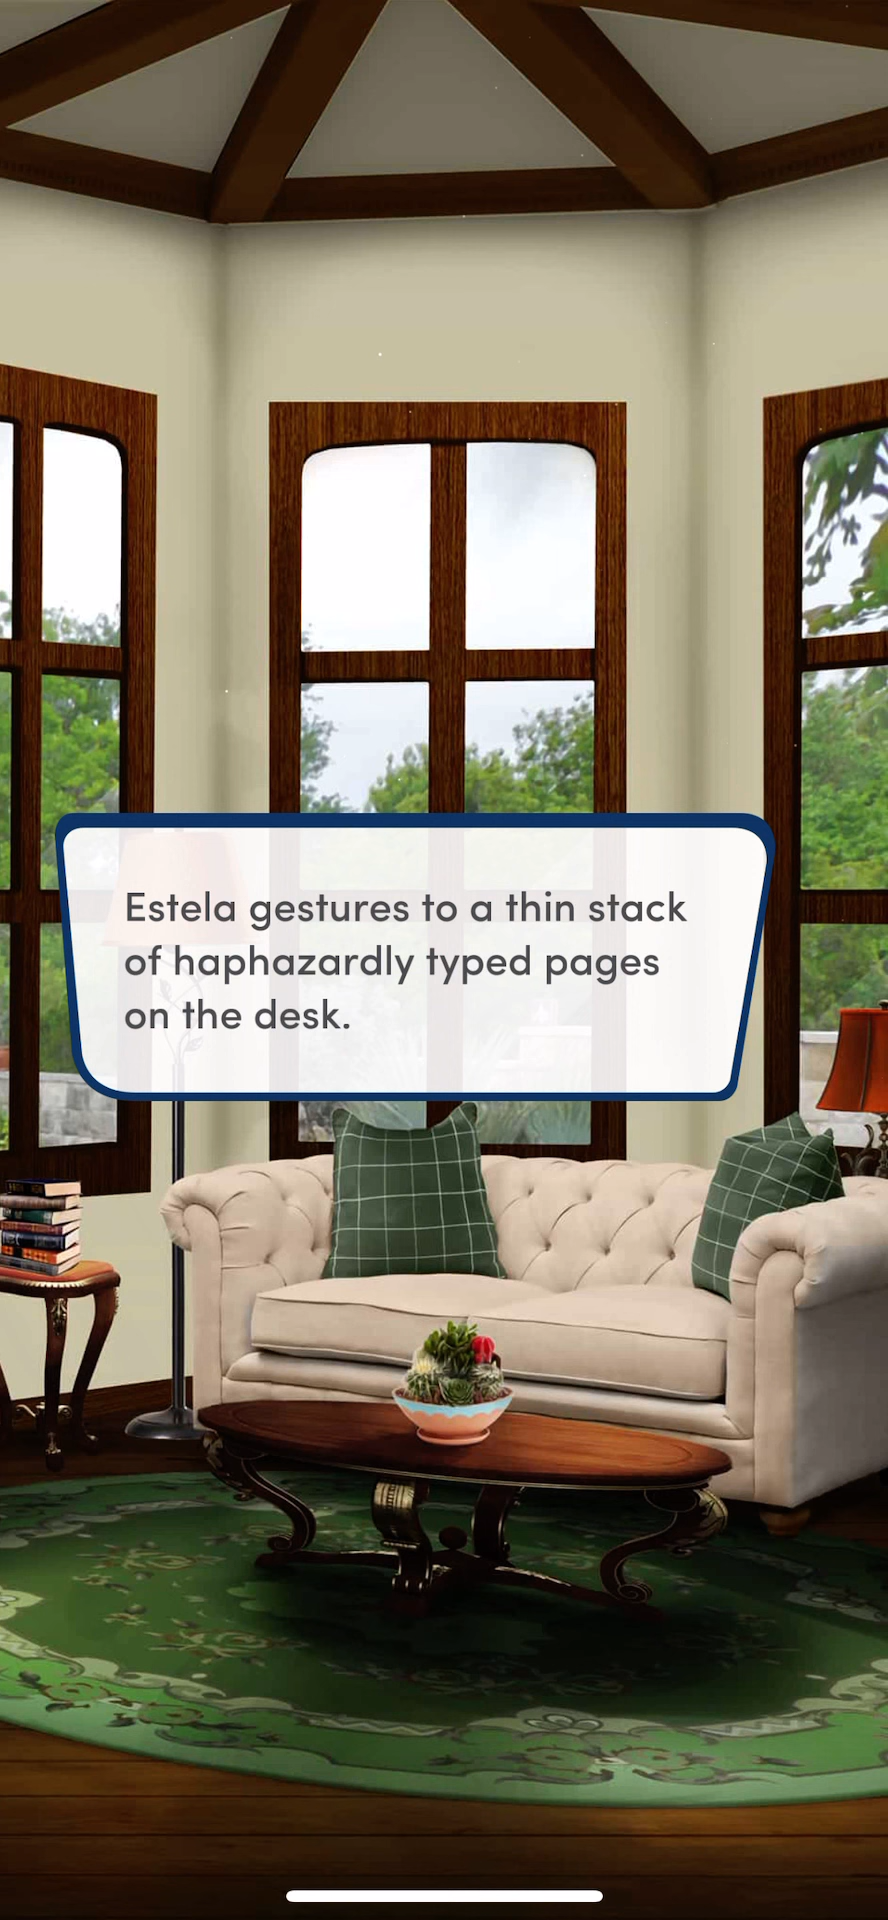 Estela gestures to a thin stack
of haphazardly typed pages
on the desk.